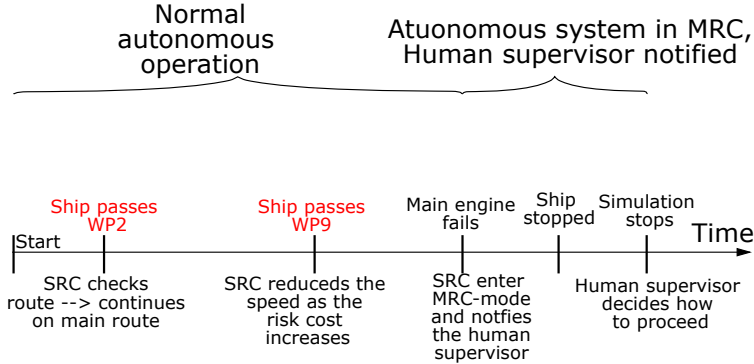 Normal
autonomous
operation
Atuonomous system in MRC,
Human supervisor notified
Start
Ship passes
WP2
Ship passes
WP9
Main engine
fails
Ship
stopped
Simulation
stops
Time
SRC checks
route --> continues
on main route
SRC reduceds the
speed as the
risk cost
increases
SRC enter
MRC-mode
and notfies
the human
supervisor
Human supervisor
decides how
to proceed